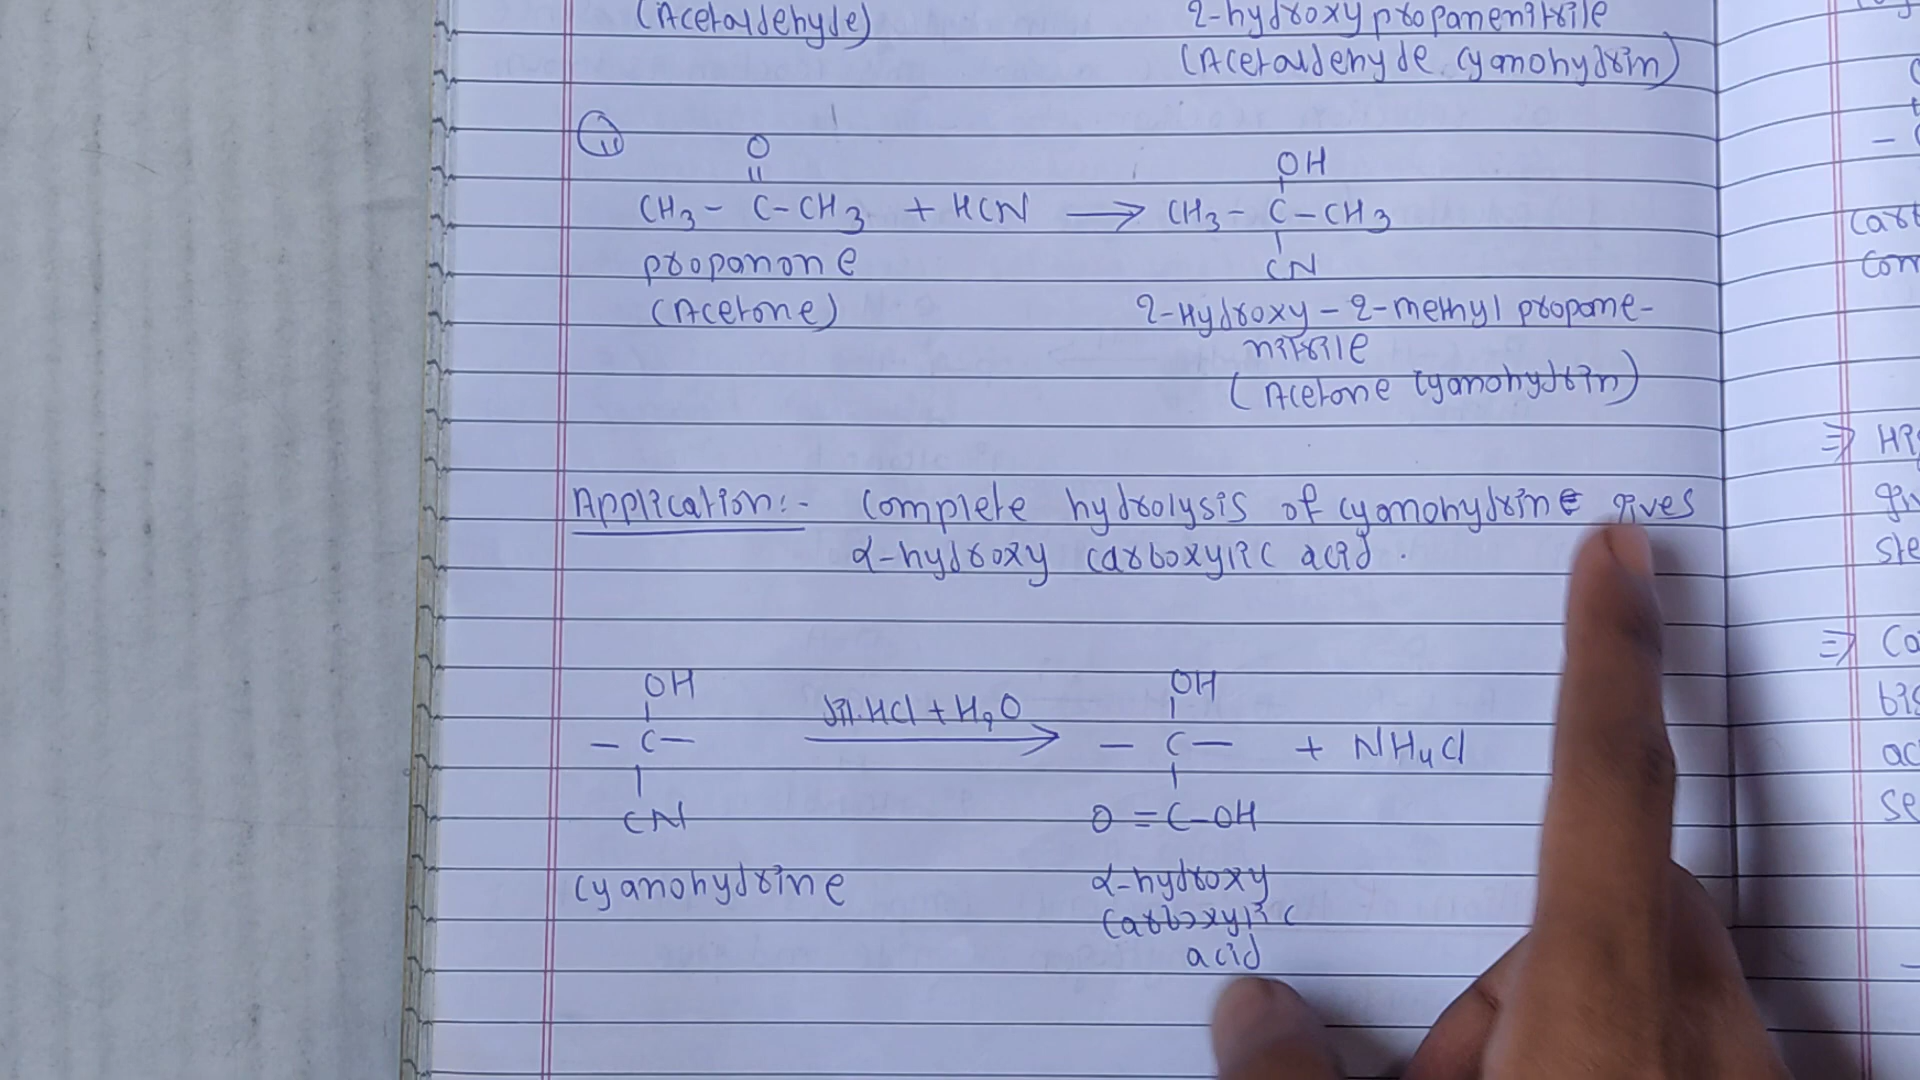 (Acetaldehyde)
2-hydroxypropanenitrile
(Acetaldehyde cyanohydrin)
ii
O
OH
CH3 - C-CH3 + HCN → CH3 - C - CH3
propanone
CN
(Acetone)
2-Hydroxy-2-methyl propane-
nitrile
(Acetone cyanohydrin)
Application:- complete hydrolysis of cyanohydrine gives
α-hydroxy carboxylic acid.
OH
dil.HCl + H2O
OH
- C -
→
- C - + NH4Cl
CN
O = C-OH
cyanohydrine
α-hydroxy
carboxylic
acid
⇒
⇒